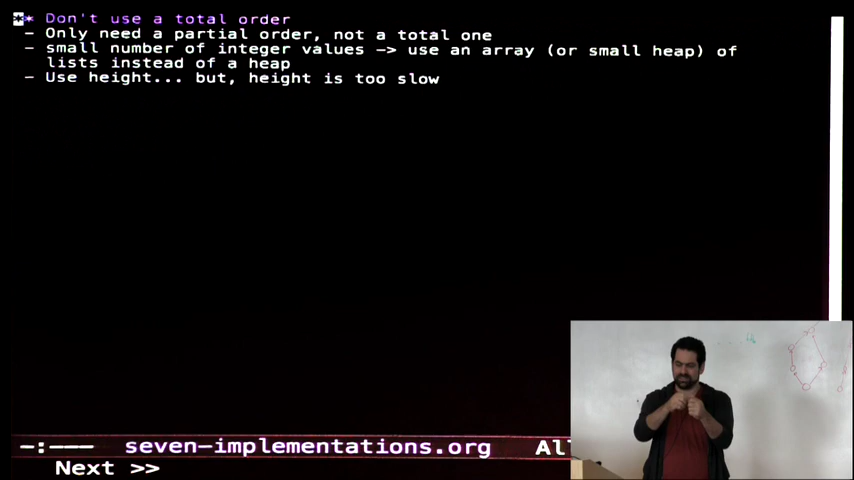 ** Don't use a total order
- Only need a partial order, not a total one
- small number of integer values -> use an array (or small heap) of
lists instead of a heap
- Use height... but, height is too slow
-:--- seven-implementations.org Al
Next >>